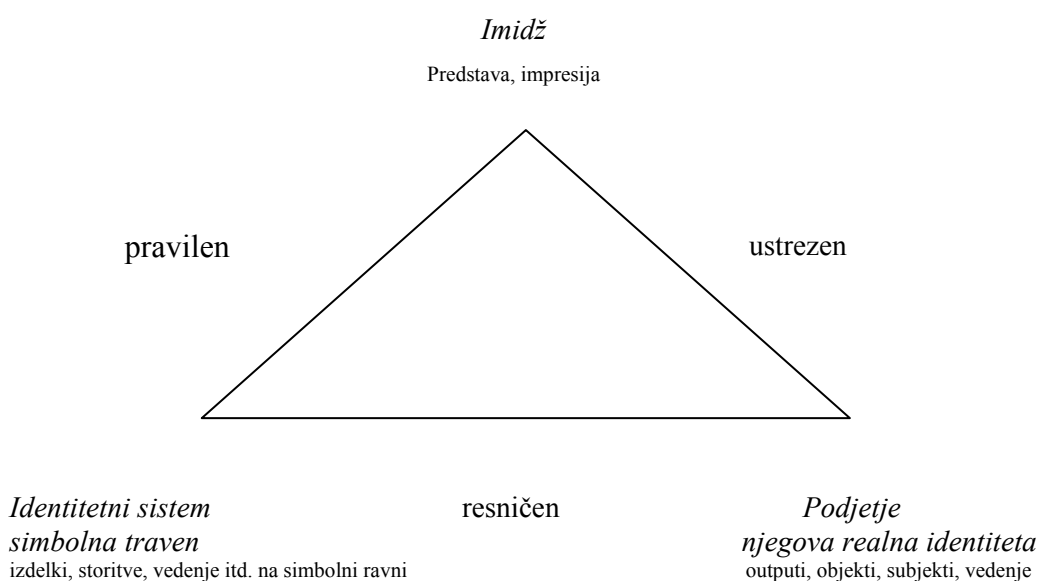 Imidž
Predstava, impresija
pravilen
ustrezen
Identitetni sistem
simbolna traven
izdelki, storitve, vedenje itd. na simbolni ravni
resničen
Podjetje
njegova realna identiteta
outputi, objekti, subjekti, vedenje